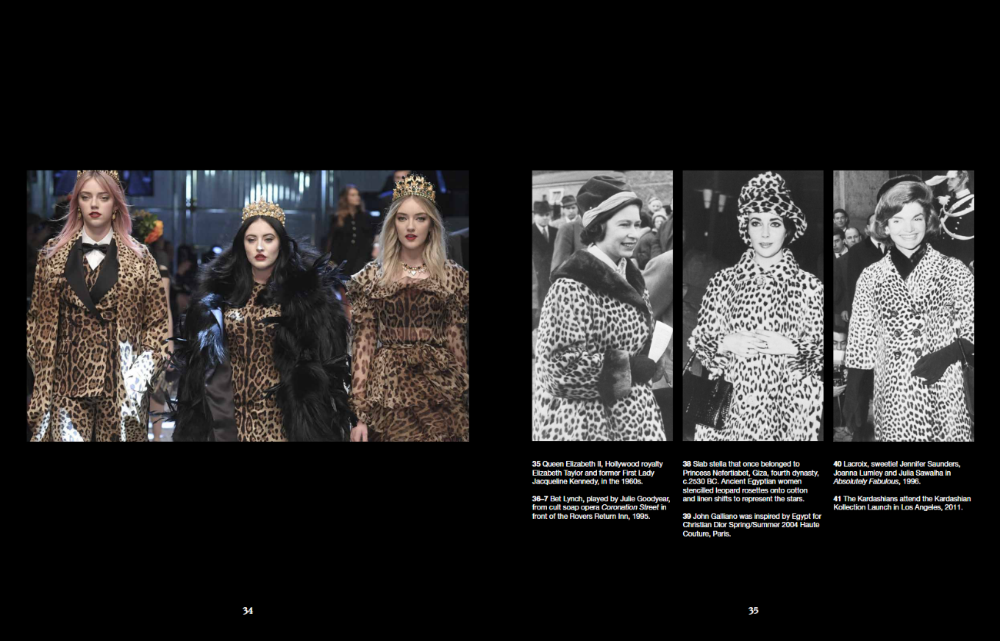 35 Queen Elizabeth II, Hollywood royalty
Elizabeth Taylor and former First Lady
Jacqueline Kennedy, in the 1960s.
36–7 Bet Lynch, played by Julie Goodyear,
from cult soap opera Coronation Street in
front of the Rovers Return Inn, 1995.
38 Slab stella that once belonged to
Princess Nefertiabet, Giza, fourth dynasty,
c.2530 BC. Ancient Egyptian women
stencilled leopard rosettes onto cotton
and linen shifts to represent the stars.
39 John Galliano was inspired by Egypt for
Christian Dior Spring/Summer 2004 Haute
Couture, Paris.
40 Lacroix, sweetie! Jennifer Saunders,
Joanna Lumley and Julia Sawalha in
Absolutely Fabulous, 1996.
41 The Kardashians attend the Kardashian
Kollection Launch in Los Angeles, 2011.
34
35